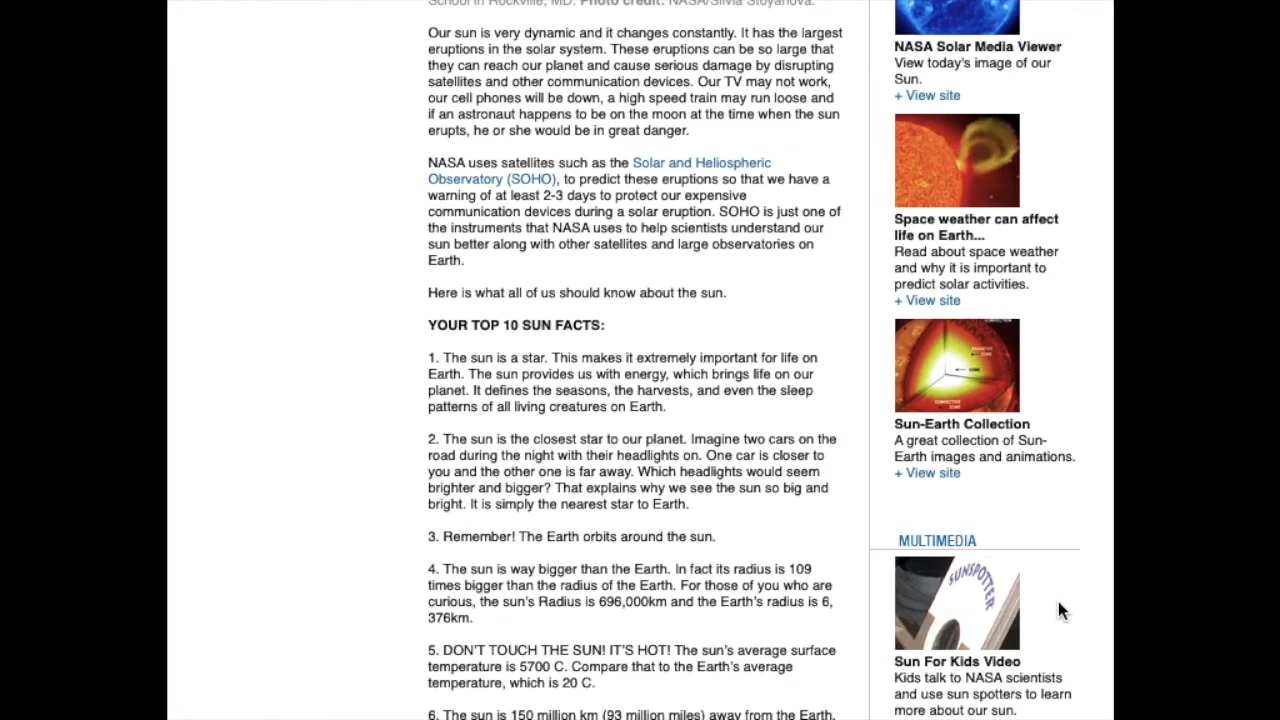 School in Rockville, MD. Photo credit: NASA/Silvia Stoyanova.
Our sun is very dynamic and it changes constantly. It has the largest
eruptions in the solar system. These eruptions can be so large that
they can reach our planet and cause serious damage by disrupting
satellites and other communication devices. Our TV may not work,
our cell phones will be down, a high speed train may run loose and
if an astronaut happens to be on the moon at the time when the sun
erupts, he or she would be in great danger.
NASA uses satellites such as the Solar and Heliospheric
Observatory (SOHO), to predict these eruptions so that we have a
warning of at least 2-3 days to protect our expensive
communication devices during a solar eruption. SOHO is just one of
the instruments that NASA uses to help scientists understand our
sun better along with other satellites and large observatories on
Earth.
Here is what all of us should know about the sun.
YOUR TOP 10 SUN FACTS:
1. The sun is a star. This makes it extremely important for life on
Earth. The sun provides us with energy, which brings life on our
planet. It defines the seasons, the harvests, and even the sleep
patterns of all living creatures on Earth.
2. The sun is the closest star to our planet. Imagine two cars on the
road during the night with their headlights on. One car is closer to
you and the other one is far away. Which headlights would seem
brighter and bigger? That explains why we see the sun so big and
bright. It is simply the nearest star to Earth.
3. Remember! The Earth orbits around the sun.
4. The sun is way bigger than the Earth. In fact its radius is 109
times bigger than the radius of the Earth. For those of you who are
curious, the sun's Radius is 696,000km and the Earth's radius is 6,
376km.
5. DON'T TOUCH THE SUN! IT'S HOT! The sun's average surface
temperature is 5700 C. Compare that to the Earth's average
temperature, which is 20 C.
6. The sun is 150 million km (93 million miles) away from the Earth.
NASA Solar Media Viewer
View today's image of our
Sun.
+ View site
Space weather can affect
life on Earth...
Read about space weather
and why it is important to
predict solar activities.
+ View site
CONVECTION
RADIATIVE
ZONE
CORE
CONVECTIVE
ZONE
Sun-Earth Collection
A great collection of Sun-
Earth images and animations.
+ View site
MULTIMEDIA
SUNSPOTTER
Sun For Kids Video
Kids talk to NASA scientists
and use sun spotters to learn
more about our sun.